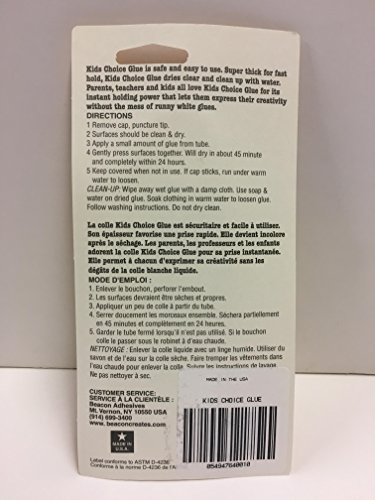 Kids Choice Glue is safe and easy to use. Super thick for fast
hold, Kids Choice Glue dries clear and clean up with water.
Parents, teachers and kids all love Kids Choice Glue for its
instant holding power that lets them express their creativity
without the mess of runny white glues.
DIRECTIONS
1 Remove cap, puncture tip.
2 Surfaces should be clean & dry.
3 Apply a small amount of glue from tube.
4 Gently press surfaces together. Will dry in about 45 minute
and completely within 24 hours.
5 Keep covered when not in use. If cap sticks, run under warm
water to loosen.
CLEAN-UP: Wipe away wet glue with a damp cloth. Use soap &
water on dried glue. Soak clothing in warm water to loosen glue.
Follow washing instructions. Do not dry clean.
La colle Kids Choice Glue est sécuritaire et facile à utiliser.
Son épaisseur favorise une prise rapide. Elle devient incolore
après le séchage. Les parents, les professeurs et les enfants
adorent la colle Kids Choice Glue pour sa prise instantanée.
Elle permet à chacun d'exprimer sa créativité sans les
dégâts de la colle blanche liquide.
MODE D'EMPLOI :
1. Enlever le bouchon, perforer l'embout.
2. Les surfaces devraient être sèches et propres.
3. Appliquer un peu de colle à partir du tube.
4. Serrer doucement les morceaux ensemble. Séchera partiellement
en 45 minutes et complètement en 24 heures.
5. Garder le tube fermé lorsqu'il n'est pas utilisé. Si le bouchon
colle le passer sous le robinet à d'eau chaude.
NETTOYAGE : Enlever la colle liquide avec un linge humide. Utiliser du
savon et de l'eau sur la colle sèche. Faire tremper les vêtements dans
l'eau chaude pour enlever la colle. Suivre les instructions de lavage.
Ne pas nettoyer à sec.
CUSTOMER SERVICE:
SERVICE À LA CLIENTÈLE :
Beacon Adhesives
Mt. Vernon, NY 10550 USA
(914) 699-3400
www.beaconcreates.com
MADE IN
U.S.A.
Label conforms to ASTM D-4236
Conforme à la norme D-4236 de l'A
MADE IN THE USA
KIDS CHOICE GLUE
054947640010